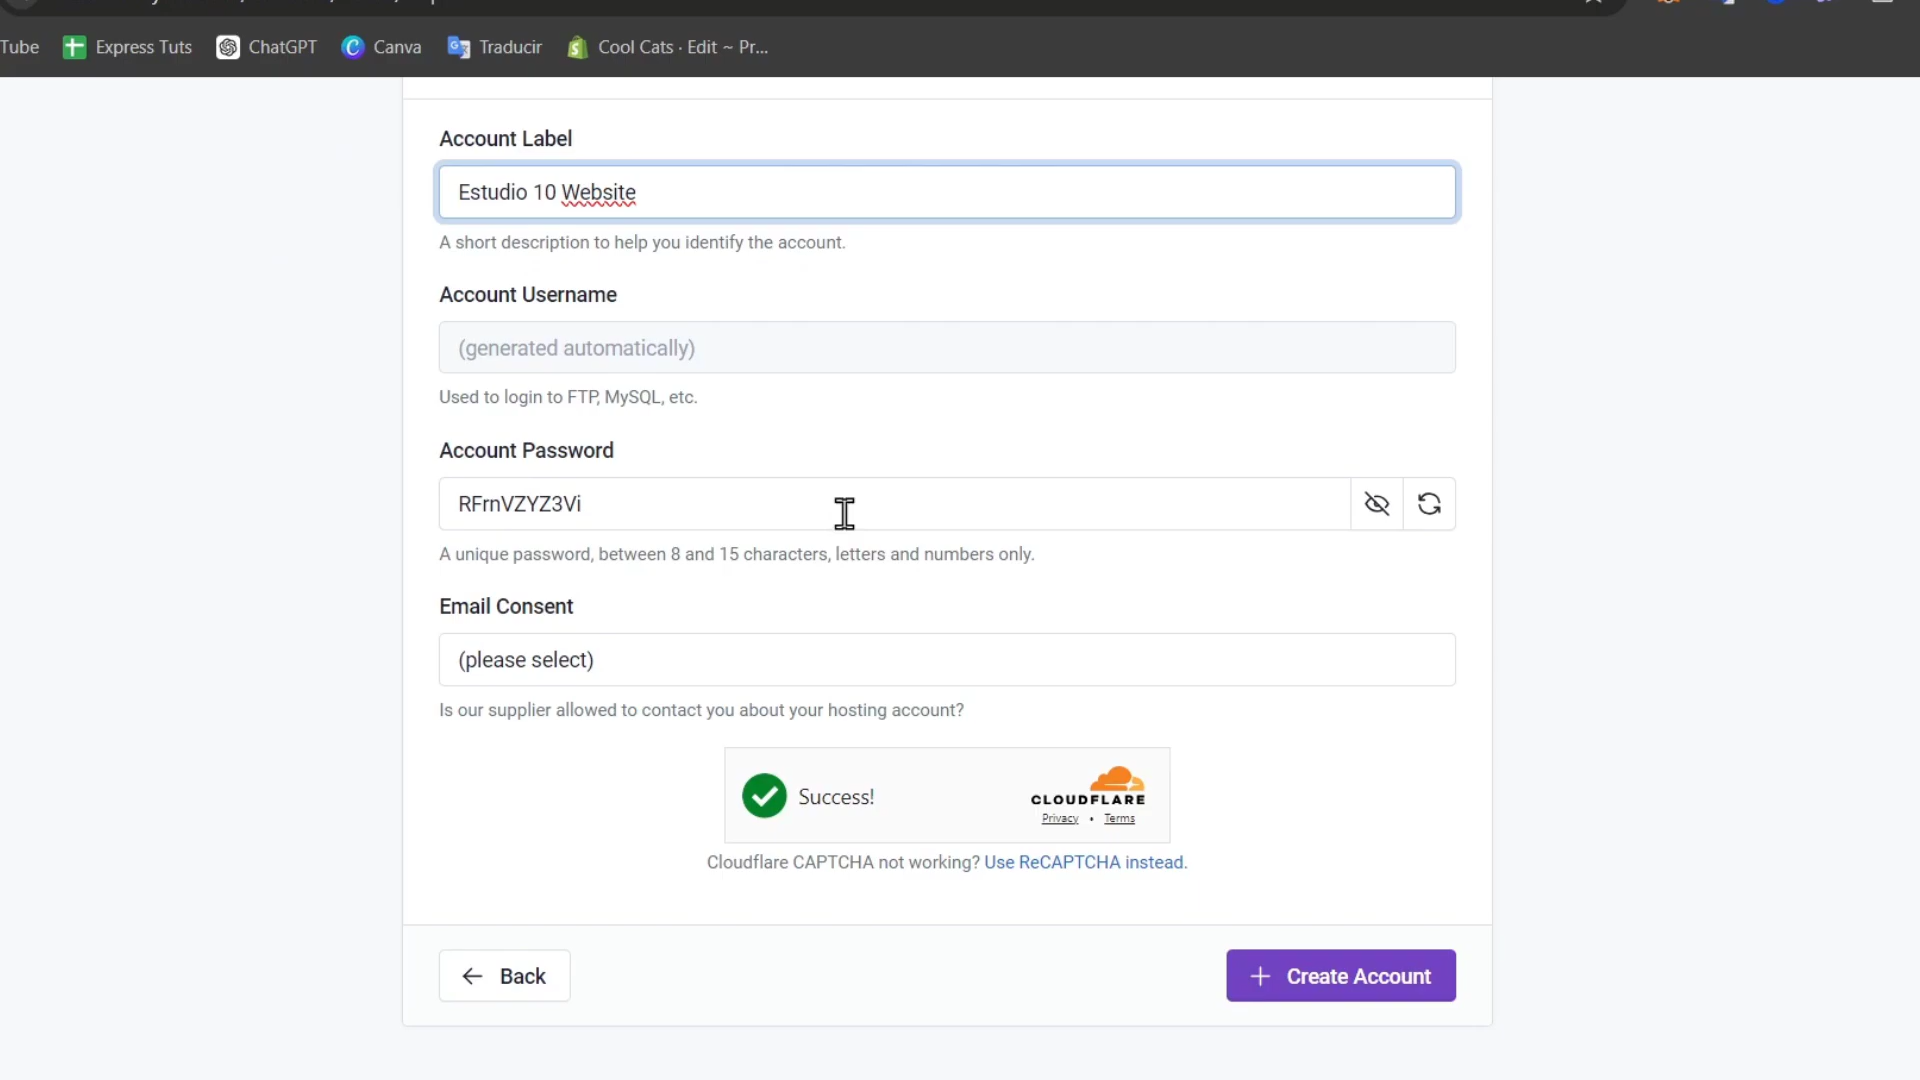 Tube Express Tuts ChatGPT Canva Traducir Cool Cats · Edit ~ Pr...
Account Label
Estudio 10 Website
A short description to help you identify the account.
Account Username
(generated automatically)
Used to login to FTP, MySQL, etc.
Account Password
RFrnVZYZ3Vi
A unique password, between 8 and 15 characters, letters and numbers only.
Email Consent
(please select)
Is our supplier allowed to contact you about your hosting account?
Success!
CLOUDFLARE
Privacy • Terms
Cloudflare CAPTCHA not working? Use ReCAPTCHA instead.
Back
Create Account